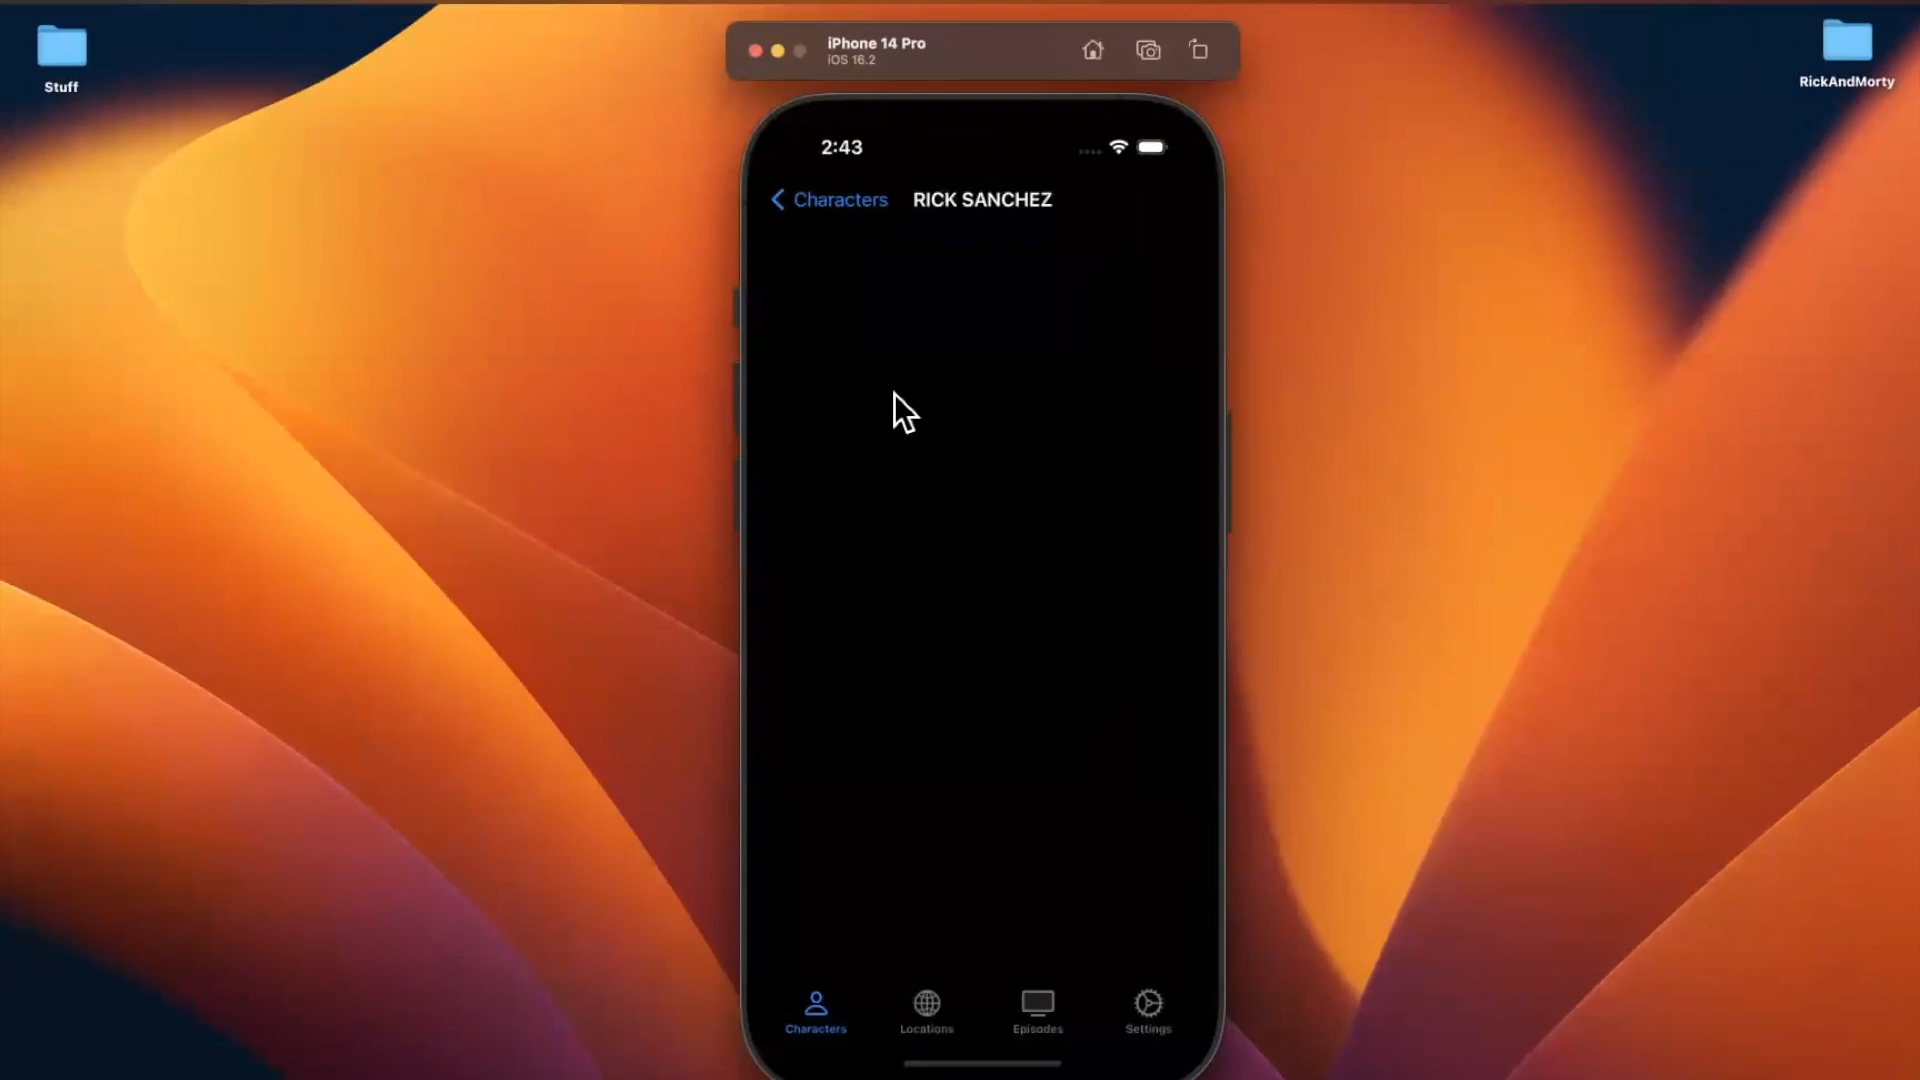 Stuff
iPhone 14 Pro
iOS 16.2
RickAndMorty
2:43
Characters
RICK SANCHEZ
Characters
Locations
Episodes
Settings